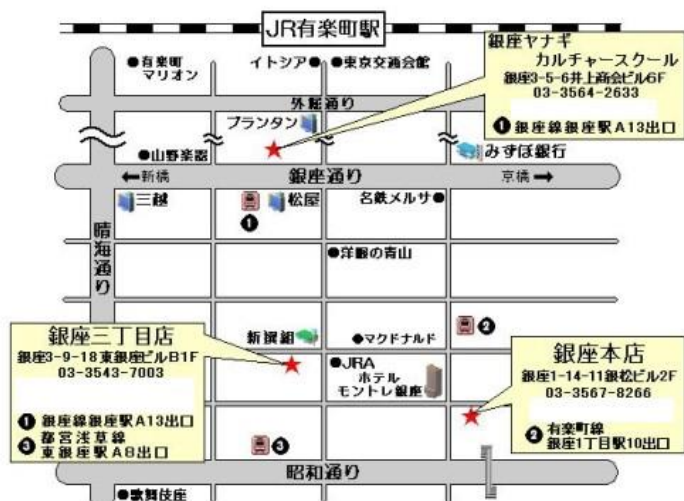 JR有楽町駅
銀座ヤナギ
カルチャースクール
銀座3-5-6井上商会ビル6F
03-3564-2633
❶ 銀座線銀座駅A13出口
●有楽町
マリオン
イトシア●
●東京交通会館
外堀通り
プランタン
●山野楽器
みずほ銀行
←新橋
銀座通り
京橋→
三越
松屋
❶
名鉄メルサ●
晴海通り
●洋服の青山
新撰組
●マクドナルド
❷
銀座三丁目店
銀座3-9-18東銀座ビルB1F
03-3543-7003
❶ 銀座線銀座駅A13出口
❸ 都営浅草線
東銀座駅A8出口
●JRA
ホテル
モントレ銀座
銀座本店
銀座1-14-11銀松ビル2F
03-3567-8266
❷ 有楽町線
銀座1丁目駅10出口
❸
昭和通り
●歌舞伎座